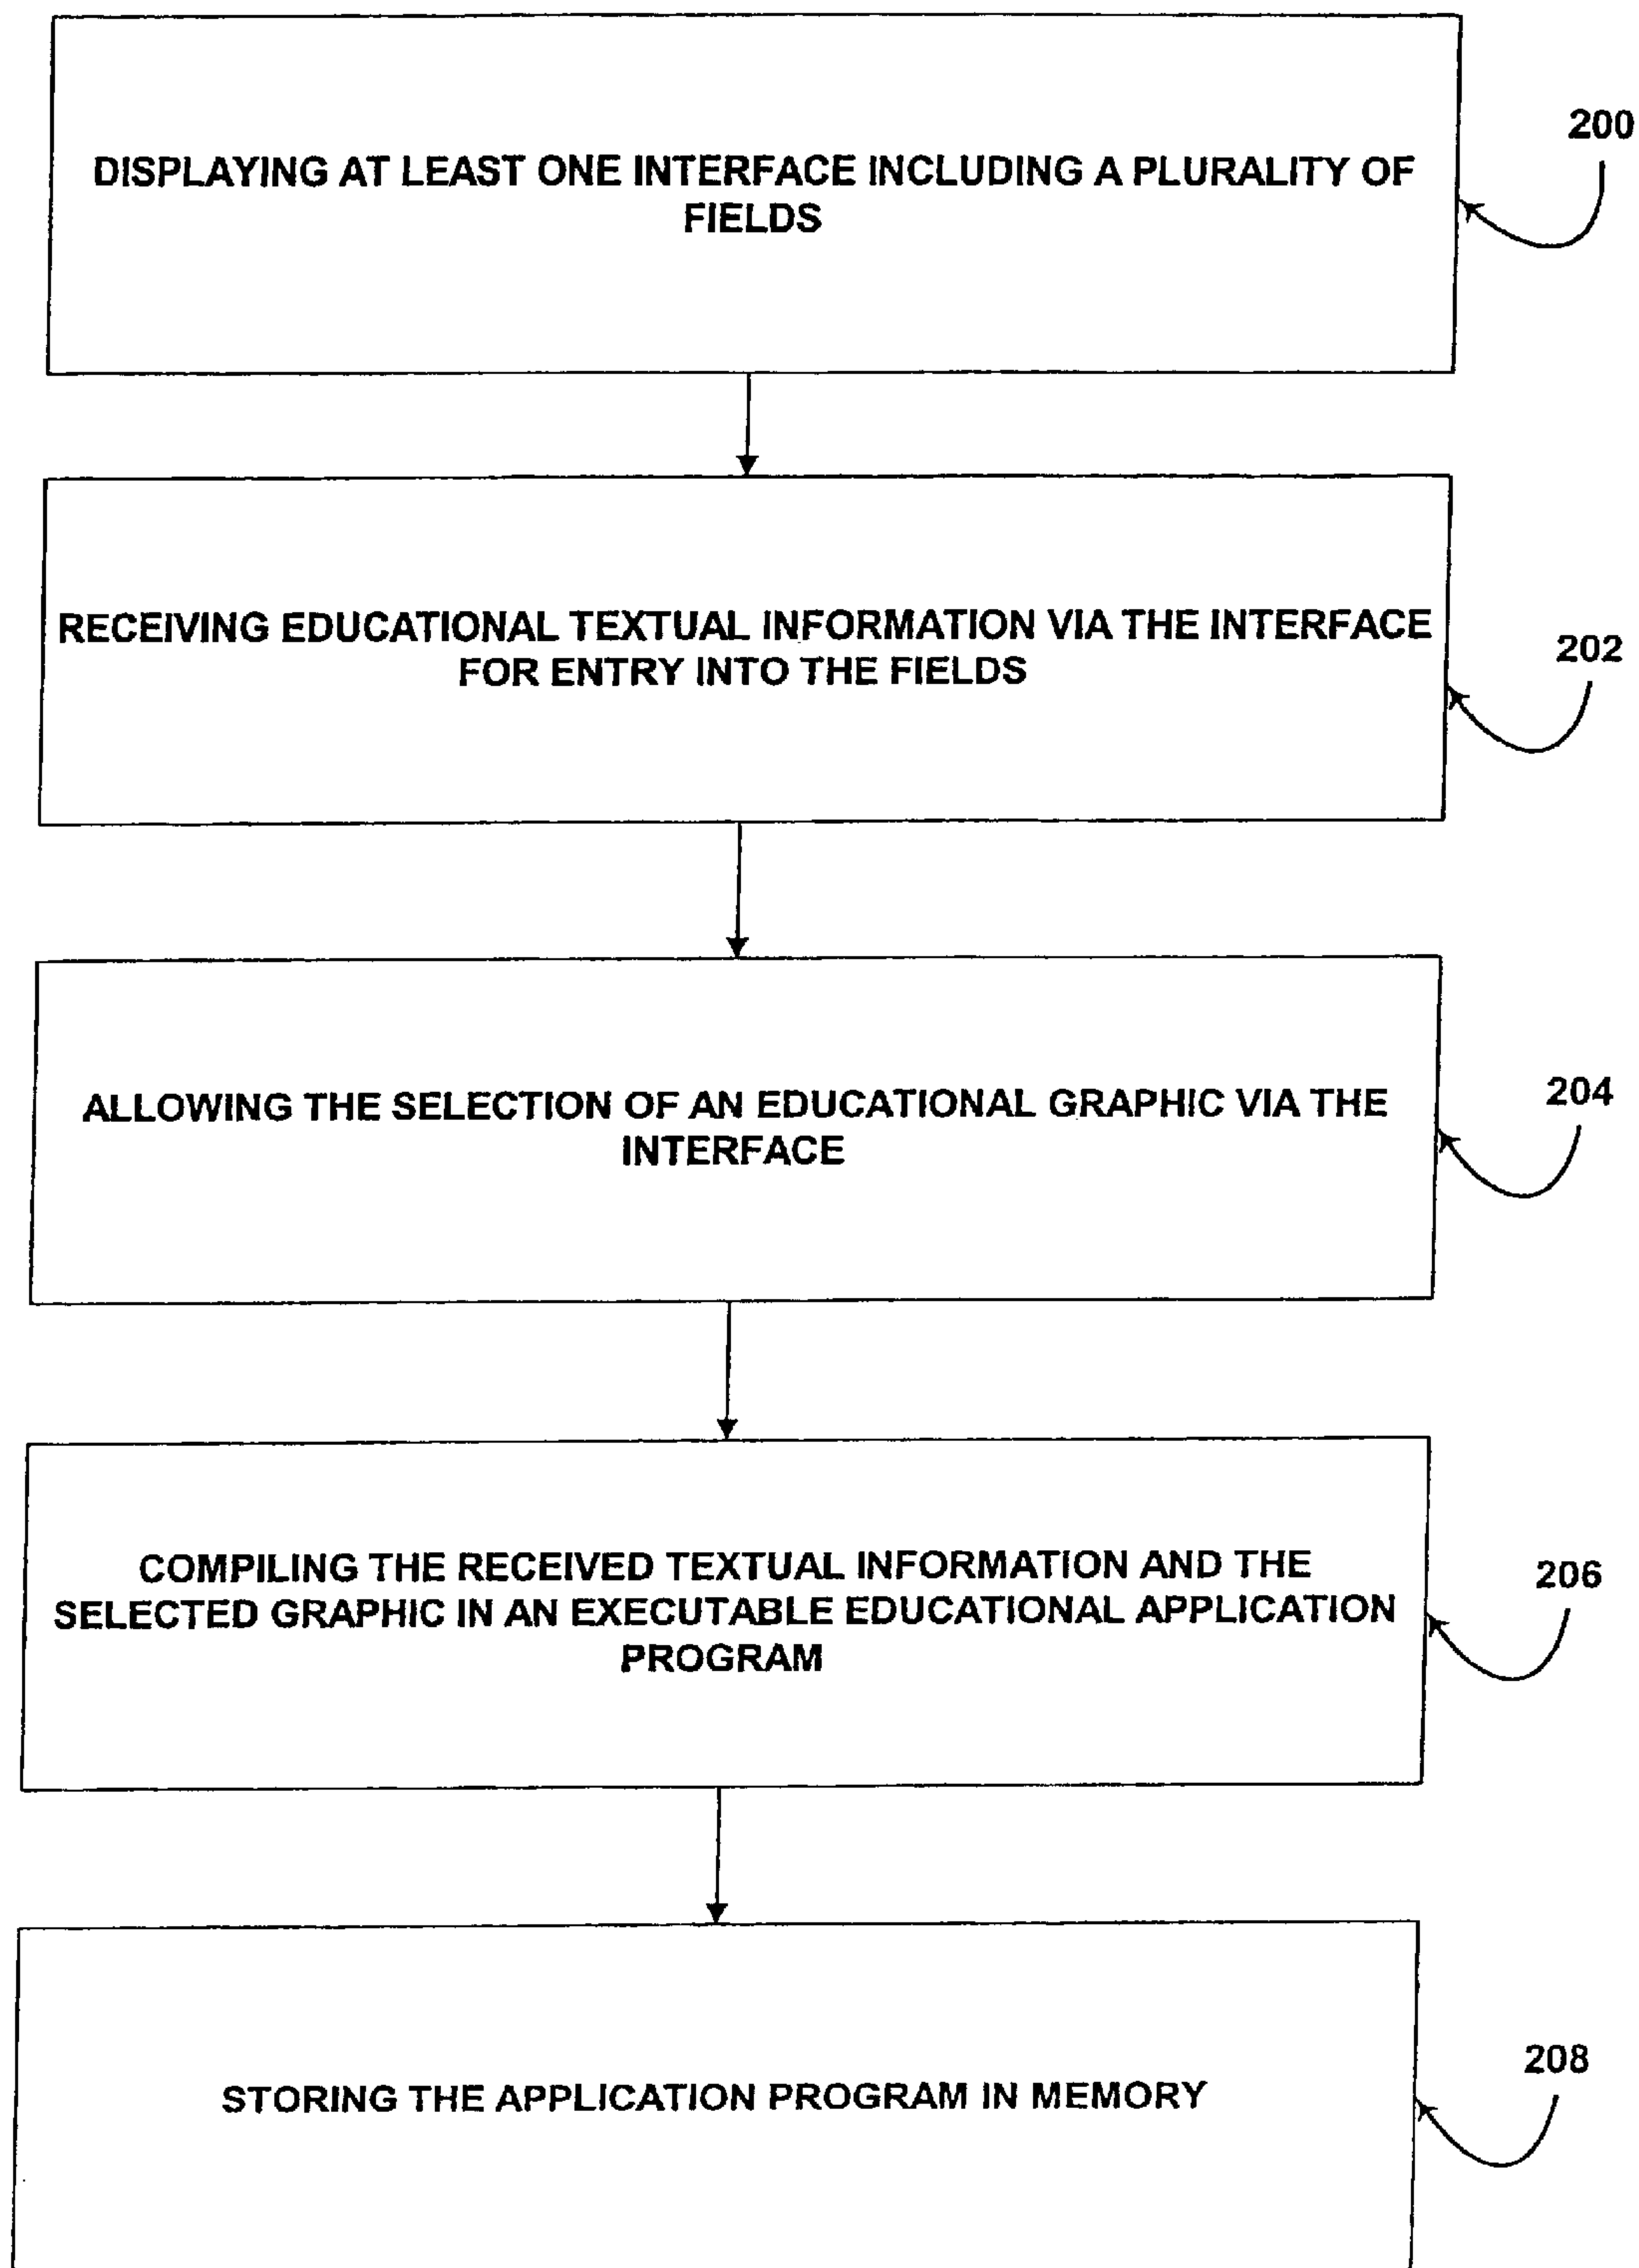 DISPLAYING AT LEAST ONE INTERFACE INCLUDING A PLURALITY OF
FIELDS
200
RECEIVING EDUCATIONAL TEXTUAL INFORMATION VIA THE INTERFACE
FOR ENTRY INTO THE FIELDS
202
ALLOWING THE SELECTION OF AN EDUCATIONAL GRAPHIC VIA THE
INTERFACE
204
COMPILING THE RECEIVED TEXTUAL INFORMATION AND THE
SELECTED GRAPHIC IN AN EXECUTABLE EDUCATIONAL APPLICATION
PROGRAM
206
STORING THE APPLICATION PROGRAM IN MEMORY
208